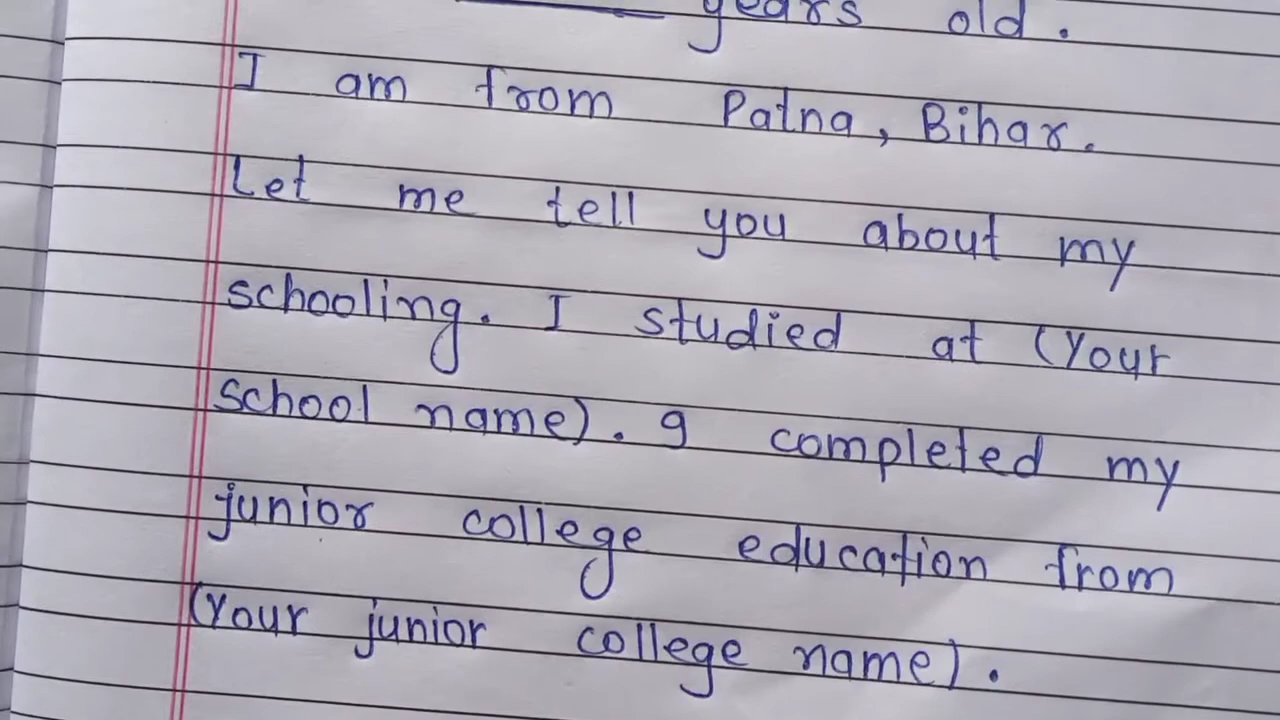 years old.
I am from Patna, Bihar.
Let me tell you about my
schooling. I studied at (Your
school name). I completed my
junior college education from
(Your junior college name).